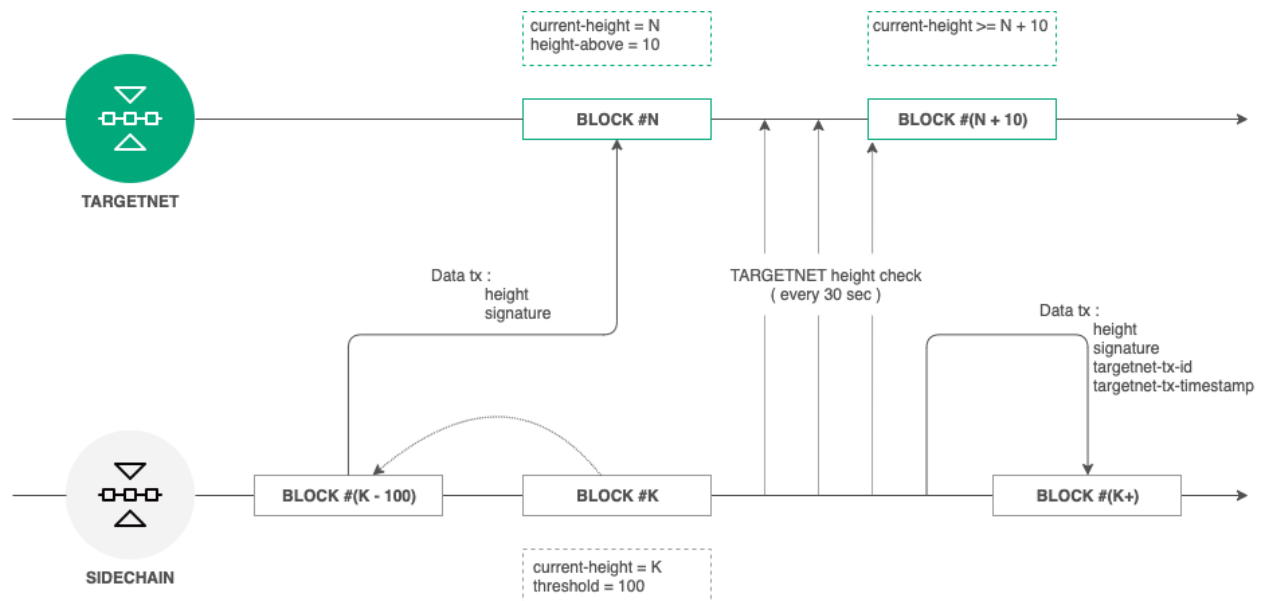 current-height = N
height-above = 10
current-height >= N + 10
BLOCK #N
BLOCK #(N + 10)
TARGETNET
Data tx :
height
signature
TARGETNET height check
( every 30 sec )
Data tx :
height
signature
targetnet-tx-id
targetnet-tx-timestamp
BLOCK #(K - 100)
BLOCK #K
BLOCK #(K+)
SIDECHAIN
current-height = K
threshold = 100